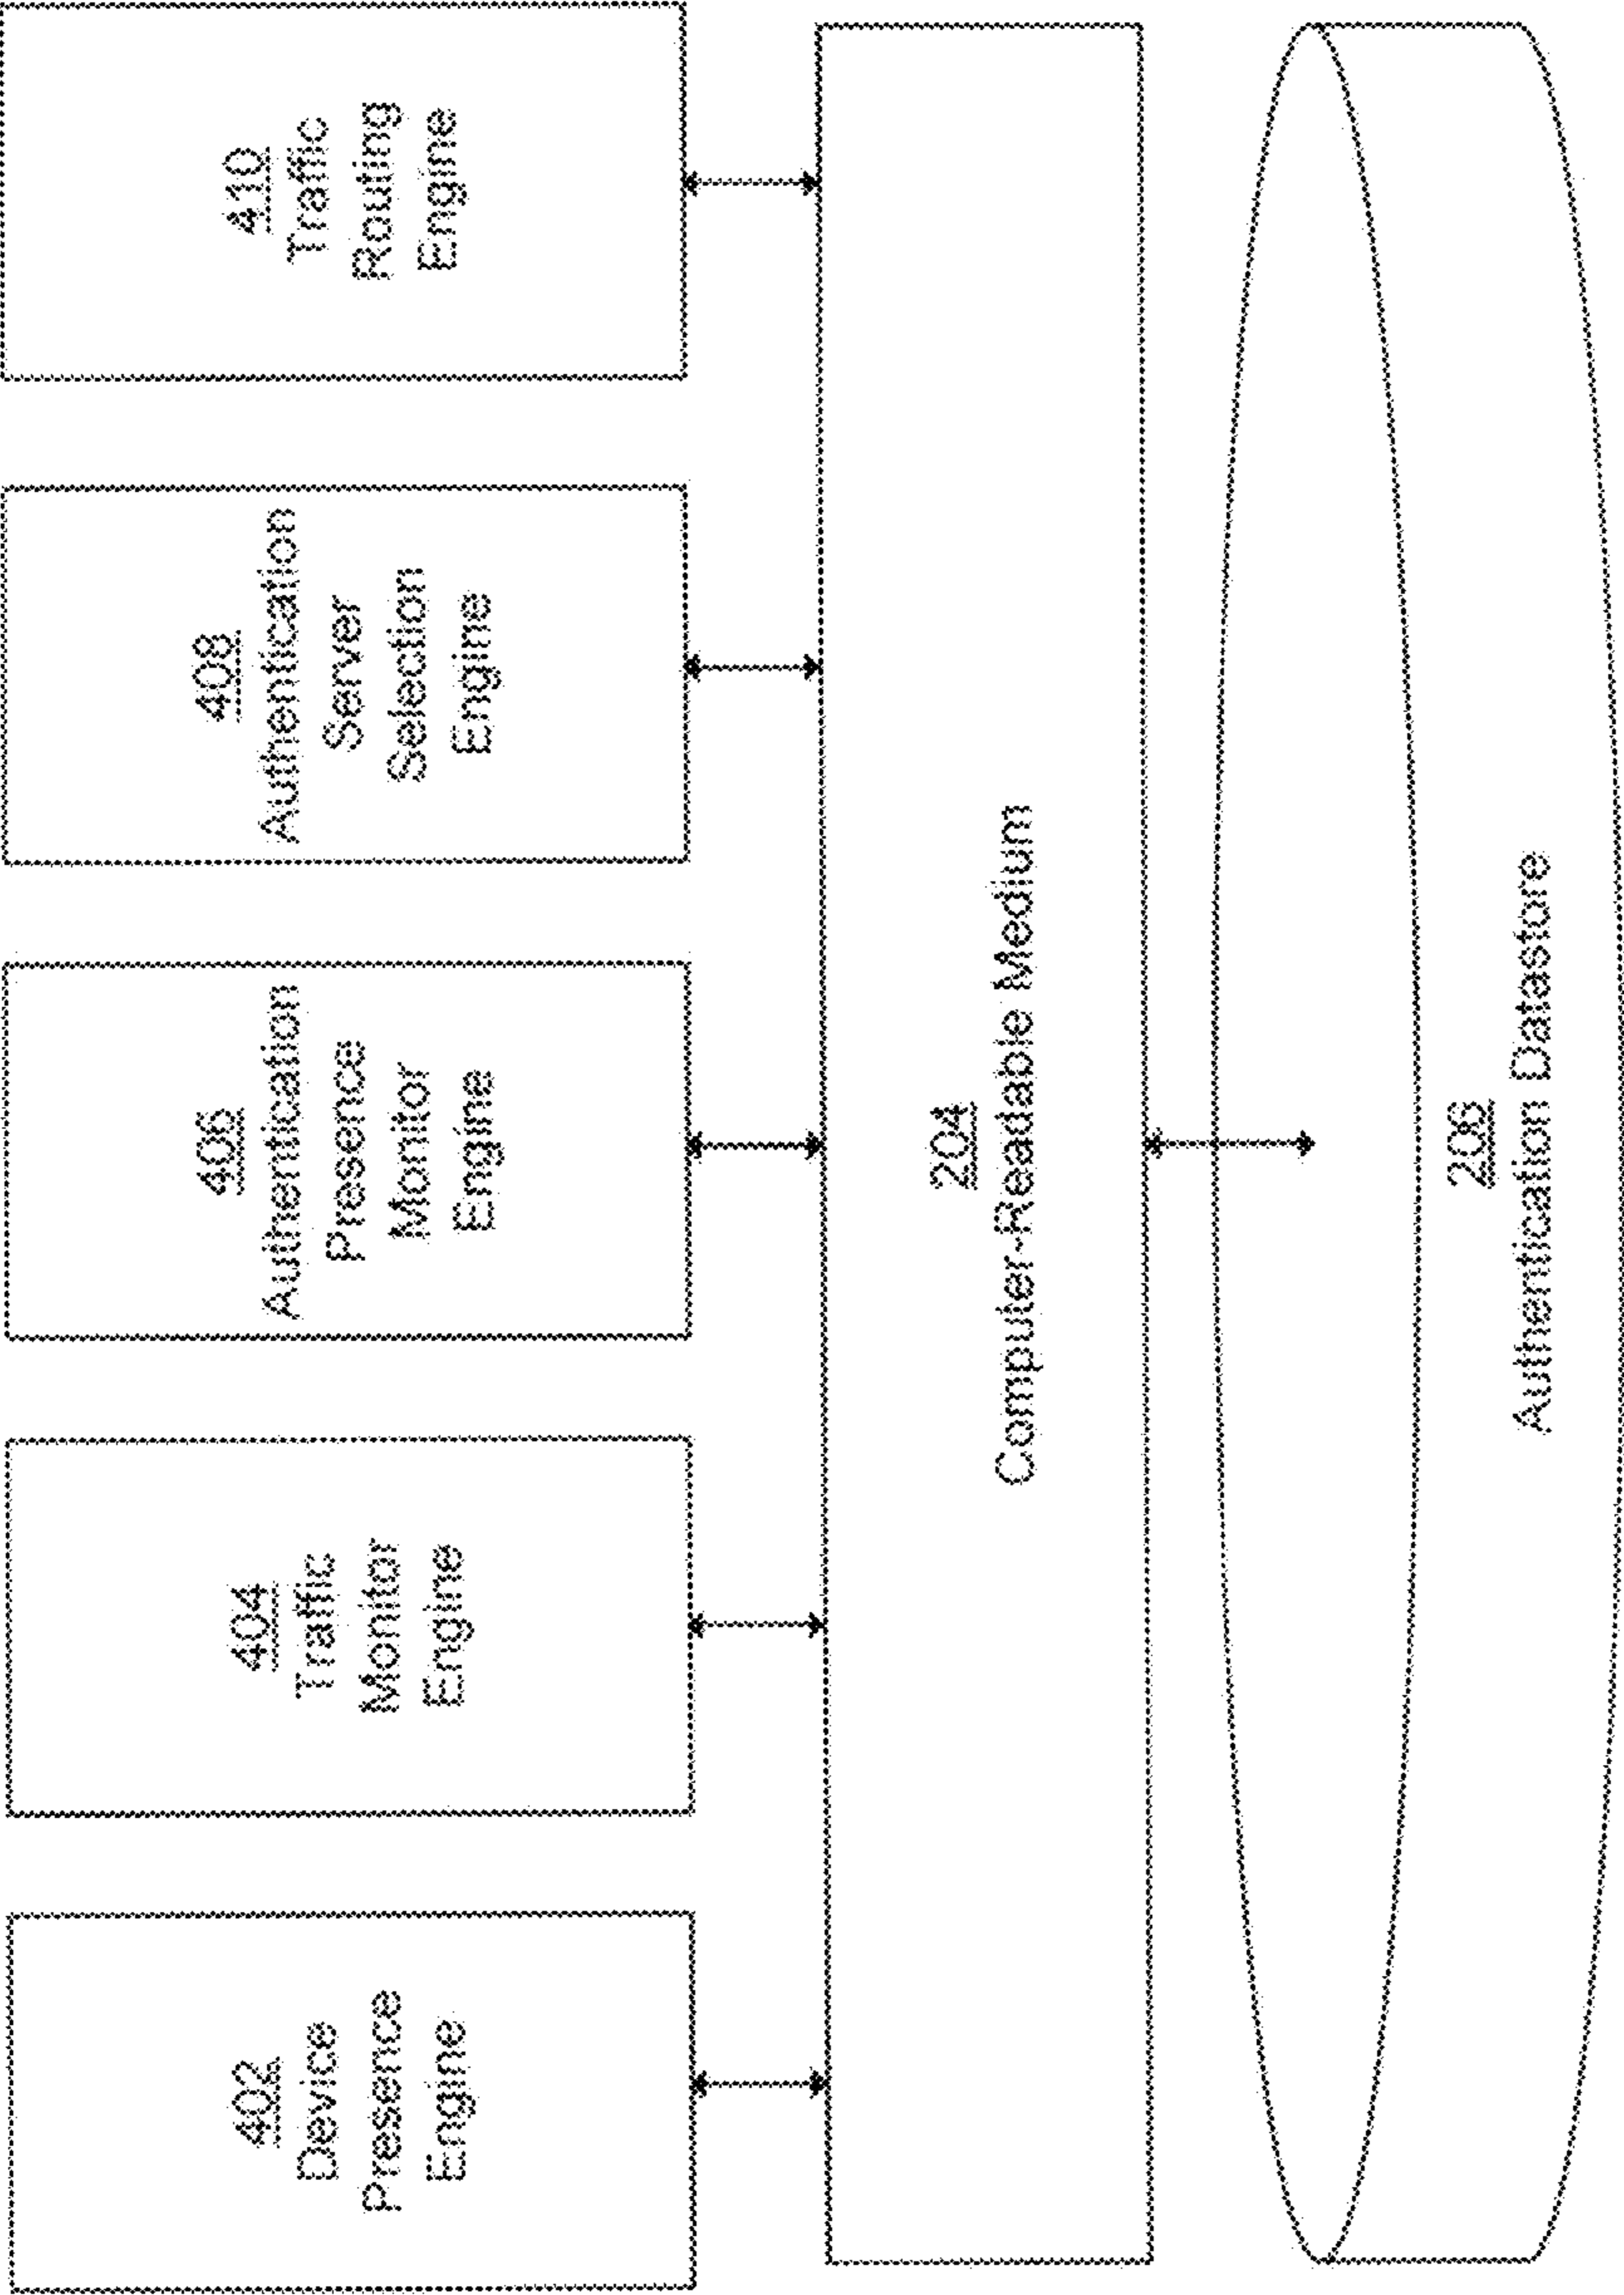 402
Device
Presence
Engine
404
Traffic
Monitor
Engine
406
Authentication
Presence
Monitor
Engine
408
Authentication
Server
Selection
Engine
410
Traffic
Routing
Engine
204
Computer-Readable Medium
206
Authentication Datastore